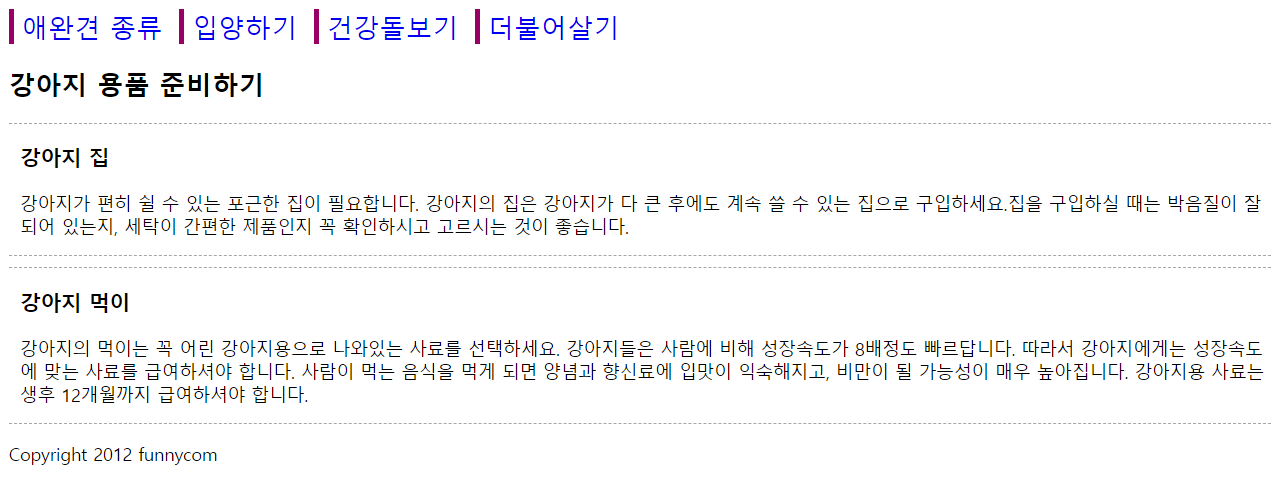 애완견 종류 입양하기 건강돌보기 더불어살기
강아지 용품 준비하기
강아지 집
강아지가 편히 쉴 수 있는 포근한 집이 필요합니다. 강아지의 집은 강아지가 다 큰 후에도 계속 쓸 수 있는 집으로 구입하세요.집을 구입하실 때는 박음질이 잘
되어 있는지, 세탁이 간편한 제품인지 꼭 확인하시고 고르시는 것이 좋습니다.
강아지 먹이
강아지의 먹이는 꼭 어린 강아지용으로 나와있는 사료를 선택하세요. 강아지들은 사람에 비해 성장속도가 8배정도 빠르답니다. 따라서 강아지에게는 성장속도
에 맞는 사료를 급여하셔야 합니다. 사람이 먹는 음식을 먹게 되면 양념과 향신료에 입맛이 익숙해지고, 비만이 될 가능성이 매우 높아집니다. 강아지용 사료는
생후 12개월까지 급여하셔야 합니다.
Copyright 2012 funnycom